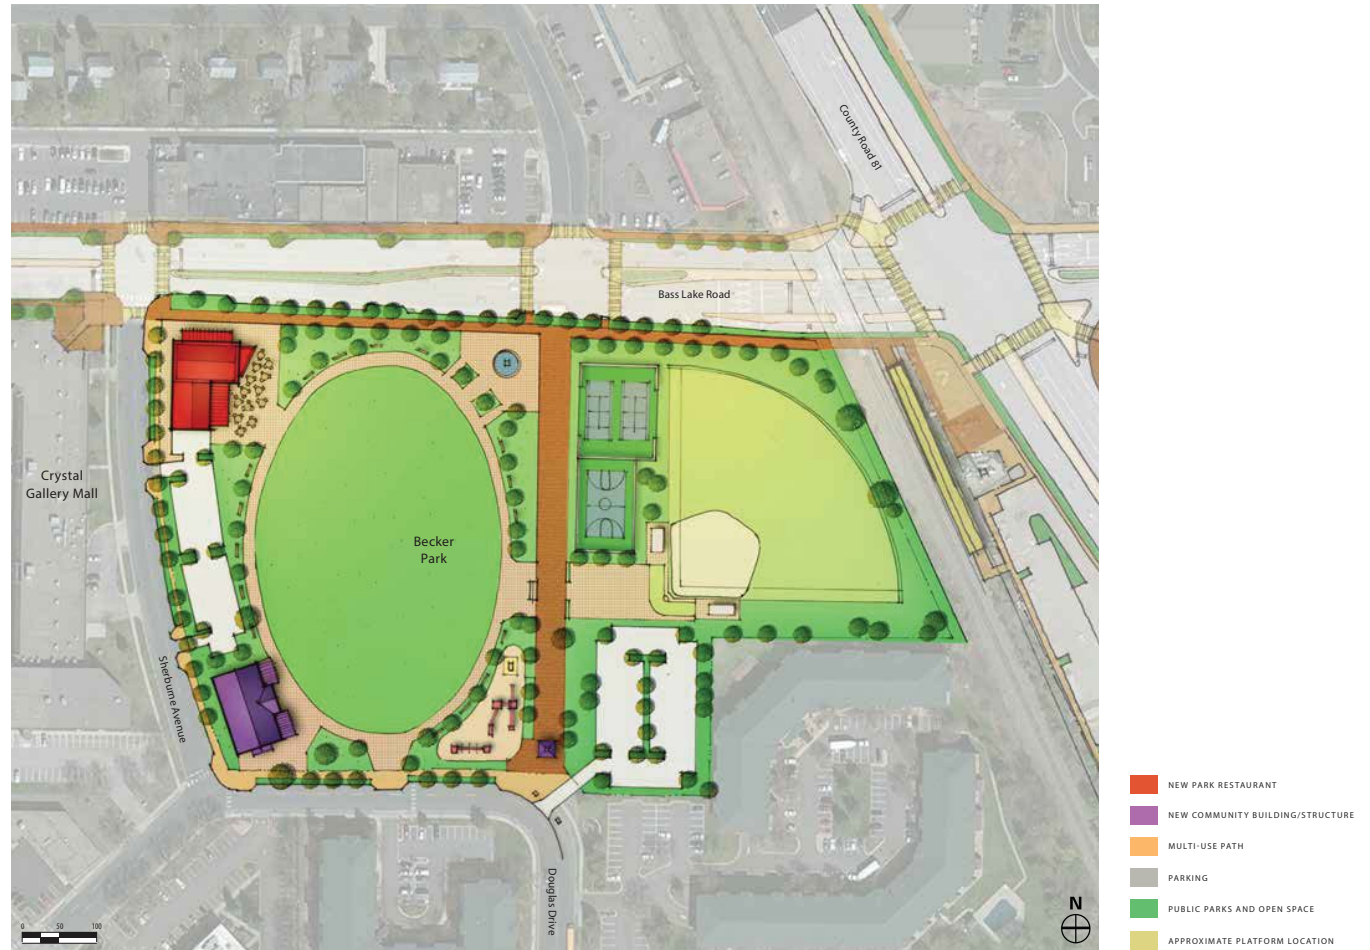 County Road 81
Bass Lake Road
Crystal
Gallery Mall
Becker
Park
Sherburne Avenue
Douglas Drive
0 50 100
N
NEW PARK RESTAURANT
NEW COMMUNITY BUILDING/STRUCTURE
MULTI-USE PATH
PARKING
PUBLIC PARKS AND OPEN SPACE
APPROXIMATE PLATFORM LOCATION